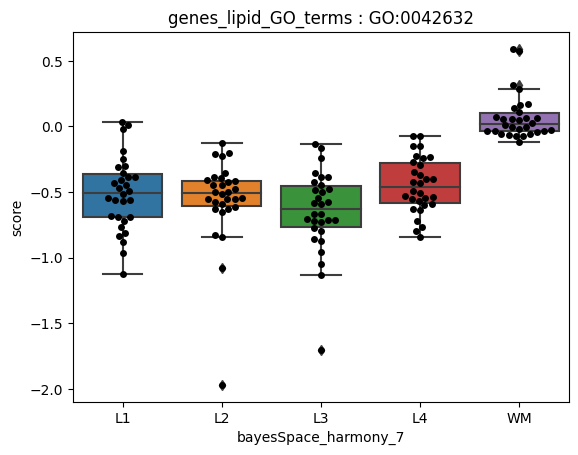 genes_lipid_GO_terms : GO:0042632
0.5
0.0
−0.5
−1.0
−1.5
−2.0
score
L1 L2 L3 L4 WM
bayesSpace_harmony_7